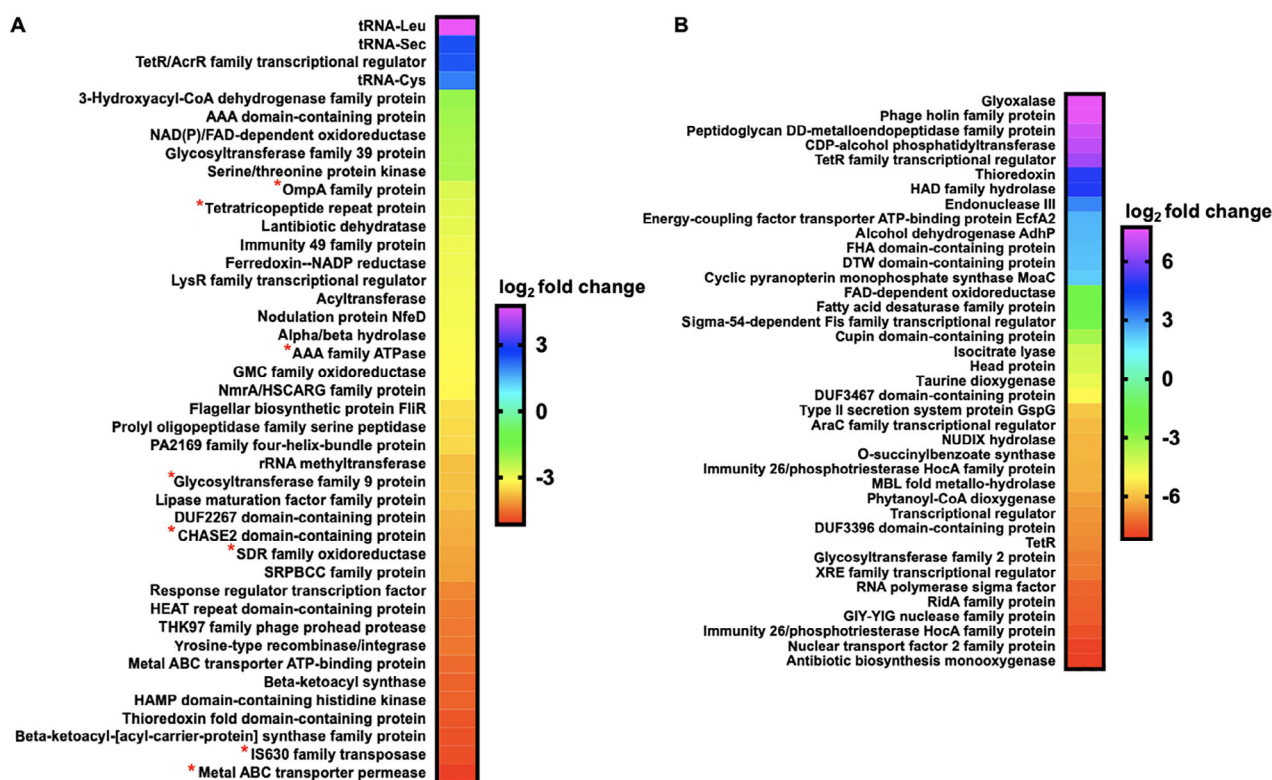 A
tRNA-Leu
tRNA-Sec
TetR/AcrR family transcriptional regulator
tRNA-Cys
3-Hydroxyacyl-CoA dehydrogenase family protein
AAA domain-containing protein
NAD(P)/FAD-dependent oxidoreductase
Glycosyltransferase family 39 protein
Serine/threonine protein kinase
*OmpA family protein
*Tetratricopeptide repeat protein
Lantibiotic dehydratase
Immunity 49 family protein
Ferredoxin--NADP reductase
LysR family transcriptional regulator
Acyltransferase
Nodulation protein NfeD
Alpha/beta hydrolase
*AAA family ATPase
GMC family oxidoreductase
NmrA/HSCARG family protein
Flagellar biosynthetic protein FliR
Prolyl oligopeptidase family serine peptidase
PA2169 family four-helix-bundle protein
rRNA methyltransferase
*Glycosyltransferase family 9 protein
Lipase maturation factor family protein
DUF2267 domain-containing protein
*CHASE2 domain-containing protein
*SDR family oxidoreductase
SRPBCC family protein
Response regulator transcription factor
HEAT repeat domain-containing protein
THK97 family phage prohead protease
Yrosine-type recombinase/integrase
Metal ABC transporter ATP-binding protein
Beta-ketoacyl synthase
HAMP domain-containing histidine kinase
Thioredoxin fold domain-containing protein
Beta-ketoacyl-[acyl-carrier-protein] synthase family protein
*IS630 family transposase
*Metal ABC transporter permease
log2 fold change
3
0
-3
B
Glyoxalase
Phage holin family protein
Peptidoglycan DD-metalloendopeptidase family protein
CDP-alcohol phosphatidyltransferase
TetR family transcriptional regulator
Thioredoxin
HAD family hydrolase
Endonuclease III
Energy-coupling factor transporter ATP-binding protein EcfA2
Alcohol dehydrogenase AdhP
FHA domain-containing protein
DTW domain-containing protein
Cyclic pyranopterin monophosphate synthase MoaC
FAD-dependent oxidoreductase
Fatty acid desaturase family protein
Sigma-54-dependent Fis family transcriptional regulator
Cupin domain-containing protein
Isocitrate lyase
Head protein
Taurine dioxygenase
DUF3467 domain-containing protein
Type II secretion system protein GspG
AraC family transcriptional regulator
NUDIX hydrolase
O-succinylbenzoate synthase
Immunity 26/phosphotriesterase HocA family protein
MBL fold metallo-hydrolase
Phytanoyl-CoA dioxygenase
Transcriptional regulator
DUF3396 domain-containing protein
TetR
Glycosyltransferase family 2 protein
XRE family transcriptional regulator
RNA polymerase sigma factor
RidA family protein
GIY-YIG nuclease family protein
Immunity 26/phosphotriesterase HocA family protein
Nuclear transport factor 2 family protein
Antibiotic biosynthesis monooxygenase
log2 fold change
6
3
0
-3
-6